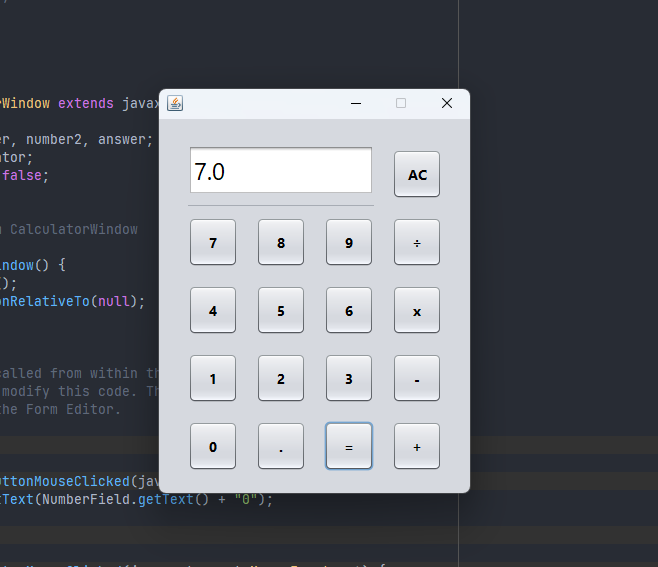 rWindow extends javax
er, number2, answer;
ator;
false;
n CalculatorWindow
indow() {
();
onRelativeTo(null);
called from within th
modify this code. Th
the Form Editor.
uttonMouseClicked(jav
tText(NumberField.getText() + "0");
7.0
AC
7 8 9 ÷
4 5 6 x
1 2 3 -
0 . = +